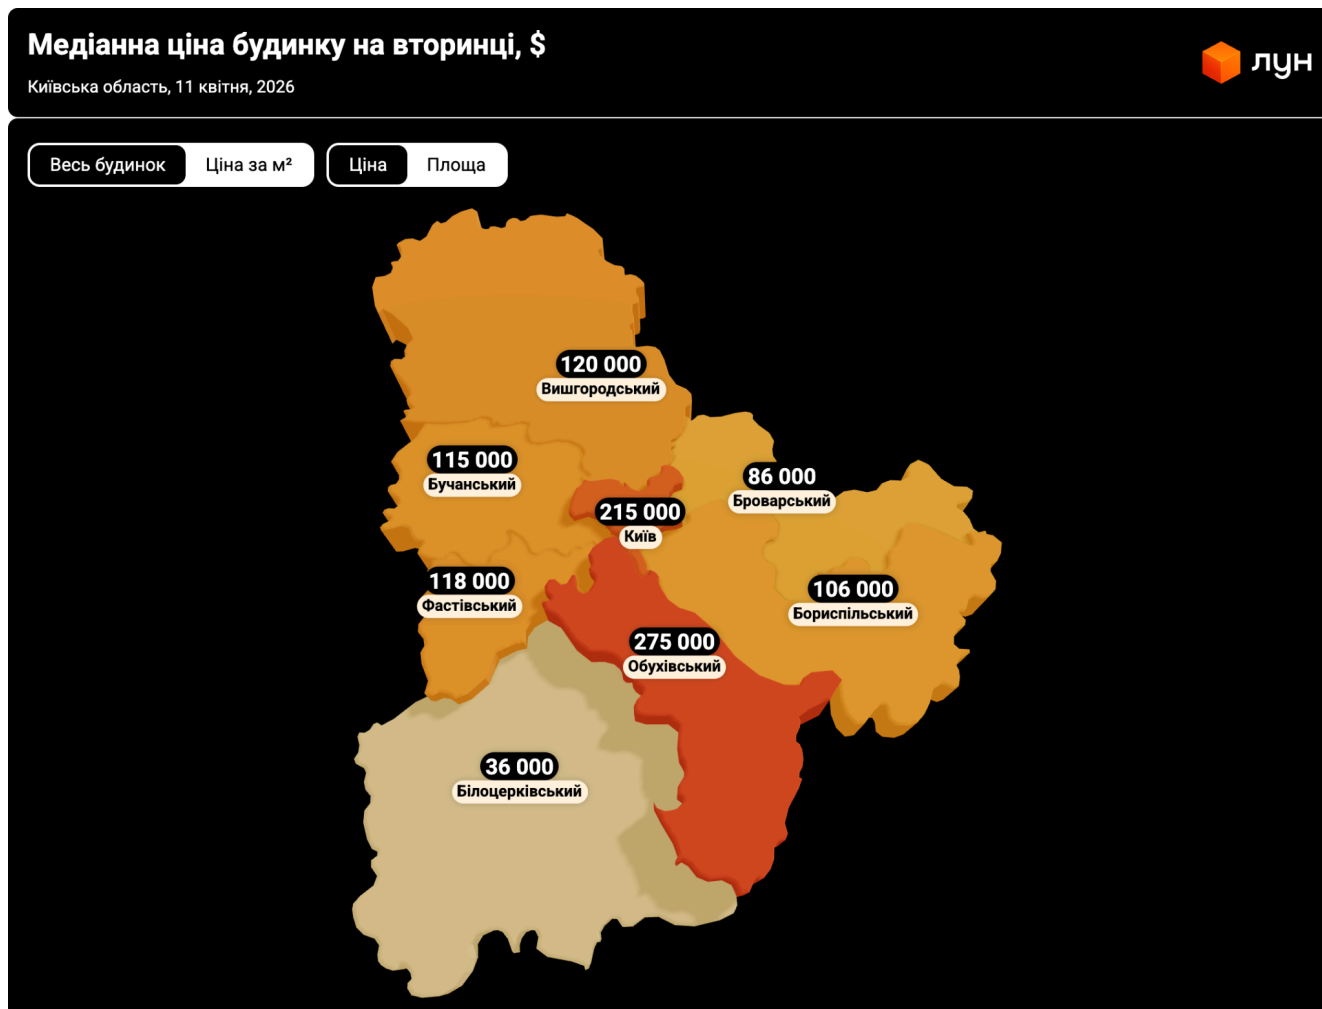 Медіанна ціна будинку на вторинці, $
Київська область, 11 квітня, 2026
лун
Весь будинок
Ціна за м²
Ціна
Площа
120 000
Вишгородський
115 000
Бучанський
86 000
Броварський
215 000
Київ
118 000
Фастівський
106 000
Бориспільський
275 000
Обухівський
36 000
Білоцерківський